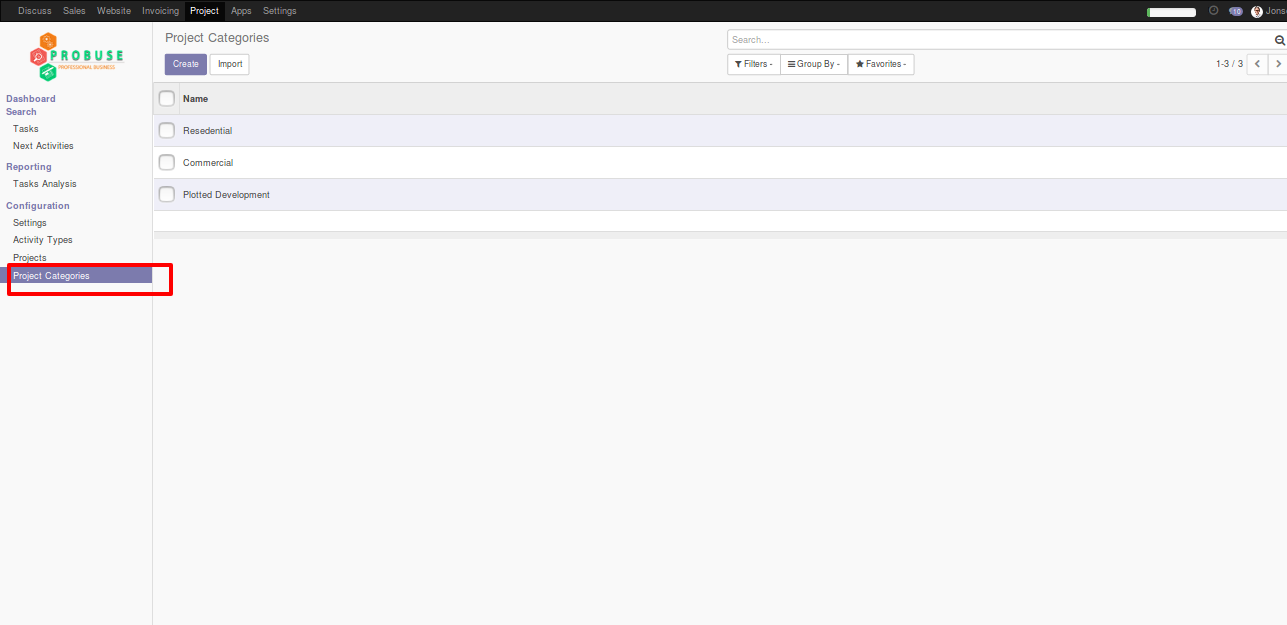 Discuss Sales Website Invoicing Project Apps Settings 10 Jons
PROBUSE
PROFESSIONAL BUSINESS
Project Categories
Search...
Create Import
Filters Group By Favorites
1-3 / 3
Dashboard
Search
Tasks
Next Activities
Reporting
Tasks Analysis
Configuration
Settings
Activity Types
Projects
Project Categories
Name
Resedential
Commercial
Plotted Development